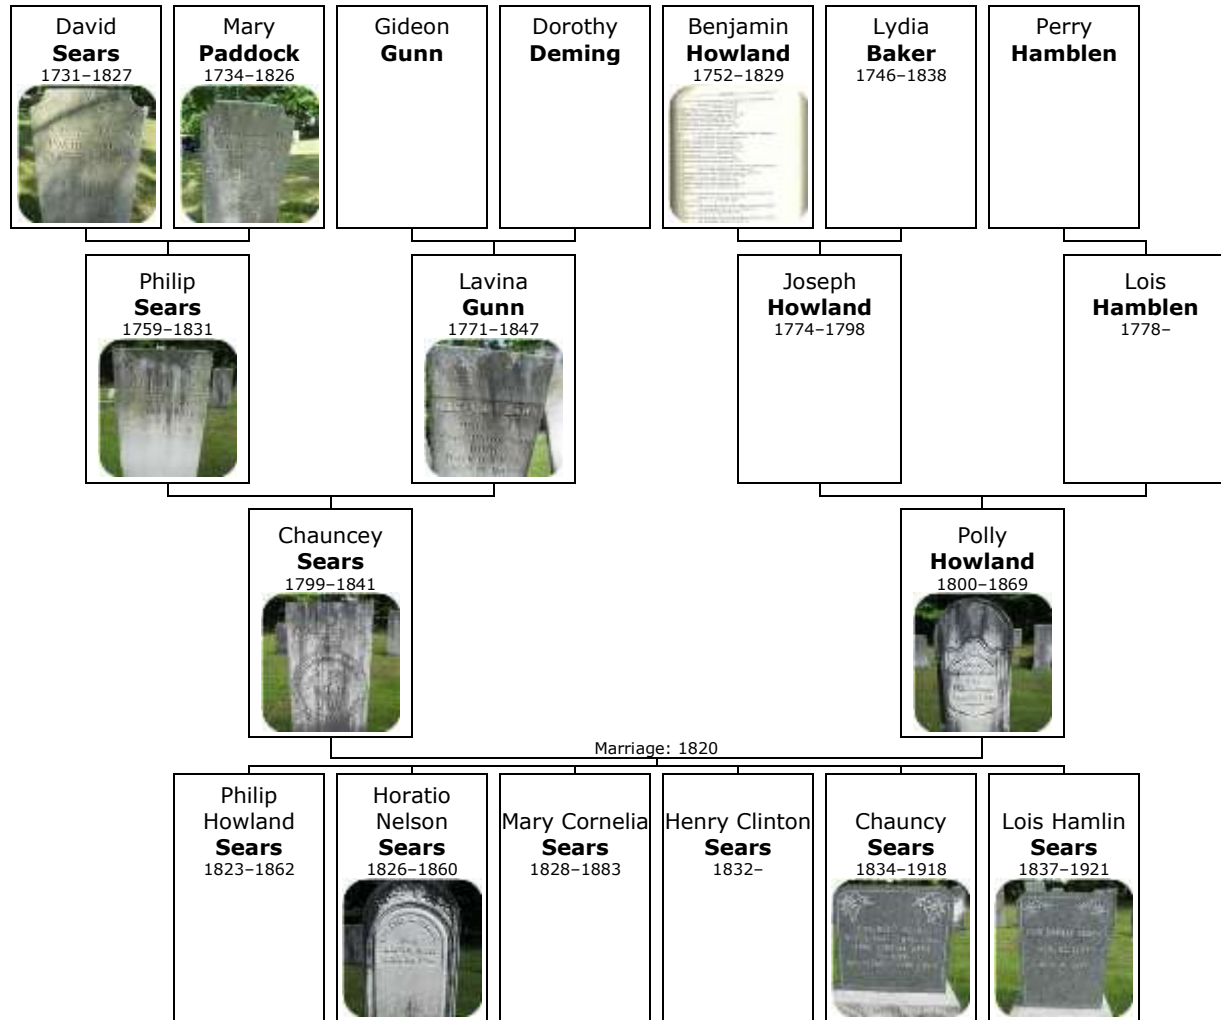 David
Sears
1731–1827
Mary
Paddock
1734–1826
Gideon
Gunn
Dorothy
Deming
Benjamin
Howland
1752–1829
Lydia
Baker
1746–1838
Perry
Hamblen
Philip
Sears
1759–1831
Lavina
Gunn
1771–1847
Joseph
Howland
1774–1798
Lois
Hamblen
1778–
Chauncey
Sears
1799–1841
Polly
Howland
1800–1869
Marriage: 1820
Philip
Howland
Sears
1823–1862
Horatio
Nelson
Sears
1826–1860
Mary Cornelia
Sears
1828–1883
Henry Clinton
Sears
1832–
Chauncy
Sears
1834–1918
Lois Hamlin
Sears
1837–1921